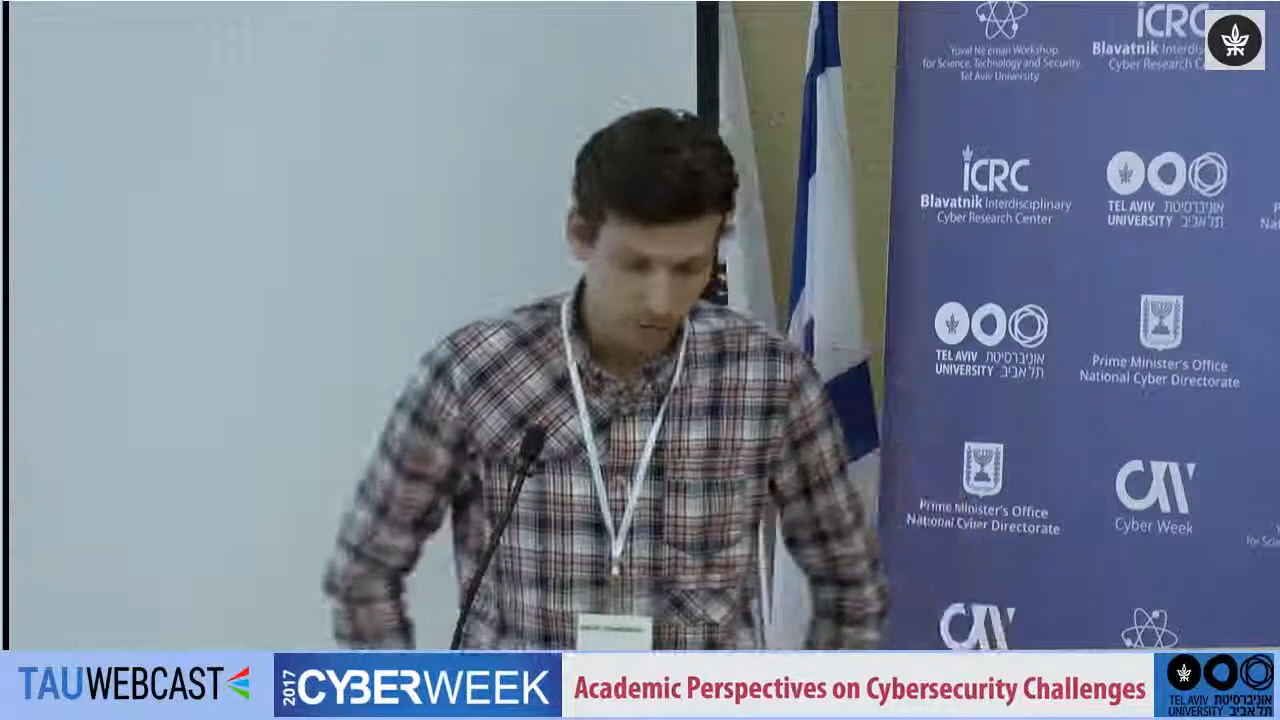 Yuval Ne'eman Workshop
for Science, Technology and Security
Tel Aviv University
iCRC
Blavatnik
Cyber Research
iCRC
Blavatnik Interdisciplinary
Cyber Research Center
TEL AVIV אוניברסיטת
UNIVERSITY תל אביב
TEL AVIV אוניברסיטת
UNIVERSITY תל אביב
Prime Minister's Office
National Cyber Directorate
Prime Minister's Office
National Cyber Directorate
Cyber Week
TAUWEBCAST
2017 CYBERWEEK
Academic Perspectives on Cybersecurity Challenges
TEL AVIV אוניברסיטת
UNIVERSITY תל אביב